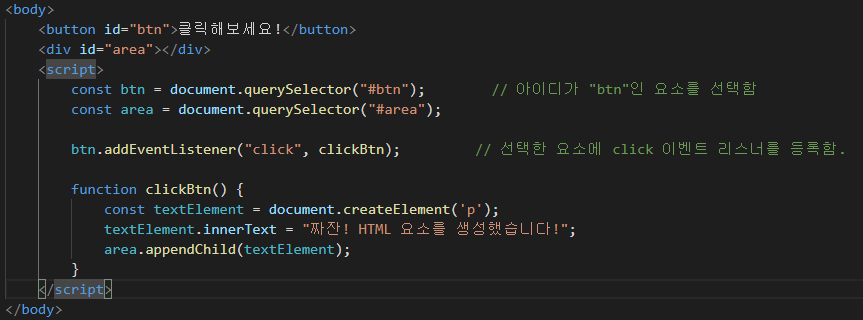 <body>
<button id="btn">클릭해보세요!</button>
<div id="area"></div>
<script>
const btn = document.querySelector("#btn"); // 아이디가 "btn"인 요소를 선택함
const area = document.querySelector("#area");
btn.addEventListener("click", clickBtn); // 선택한 요소에 click 이벤트 리스너를 등록함.
function clickBtn() {
const textElement = document.createElement('p');
textElement.innerText = "짜잔! HTML 요소를 생성했습니다!";
area.appendChild(textElement);
}
</script>
</body>